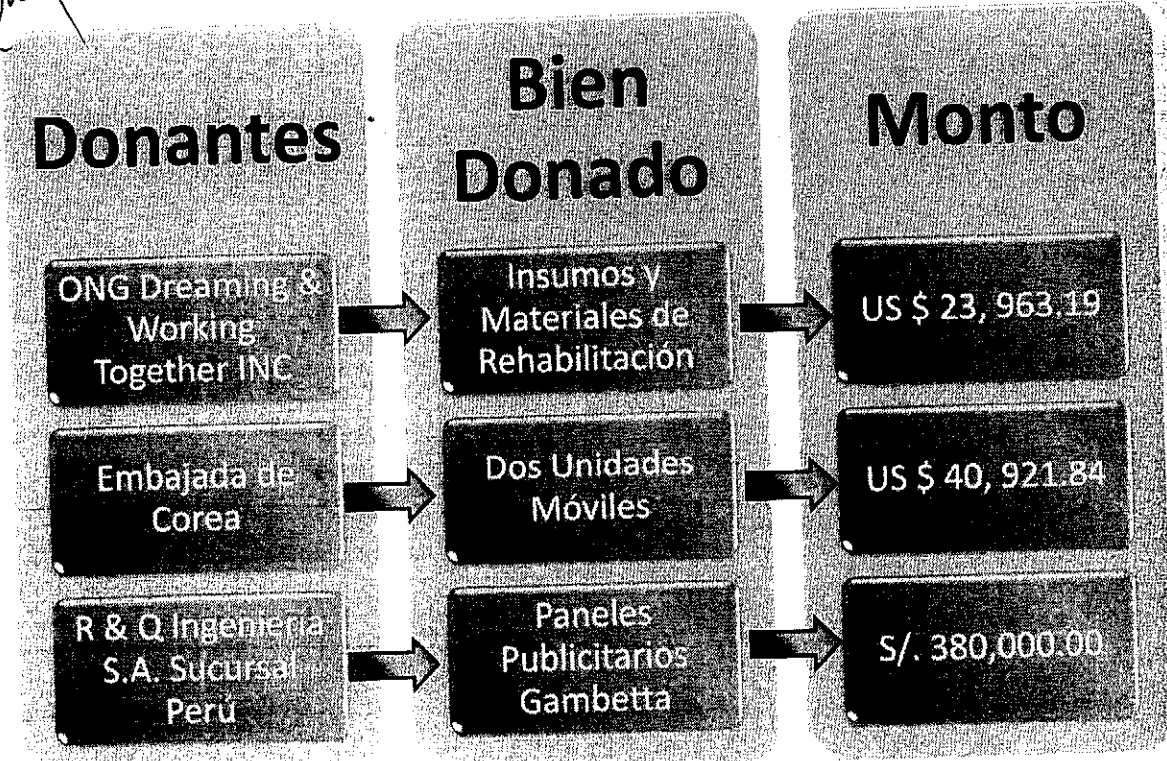 Donantes
Bien
Donado
Monto
ONG Dreaming &
Working
Together INC
Insumos y
Materiales de
Rehabilitación
US $ 23, 963.19
Embajada de
Corea
Dos Unidades
Móviles
US $ 40, 921.84
R & Q Ingeniería
S.A. Sucursal
Perú
Paneles
Publicitarios
Gambetta
S/. 380,000.00